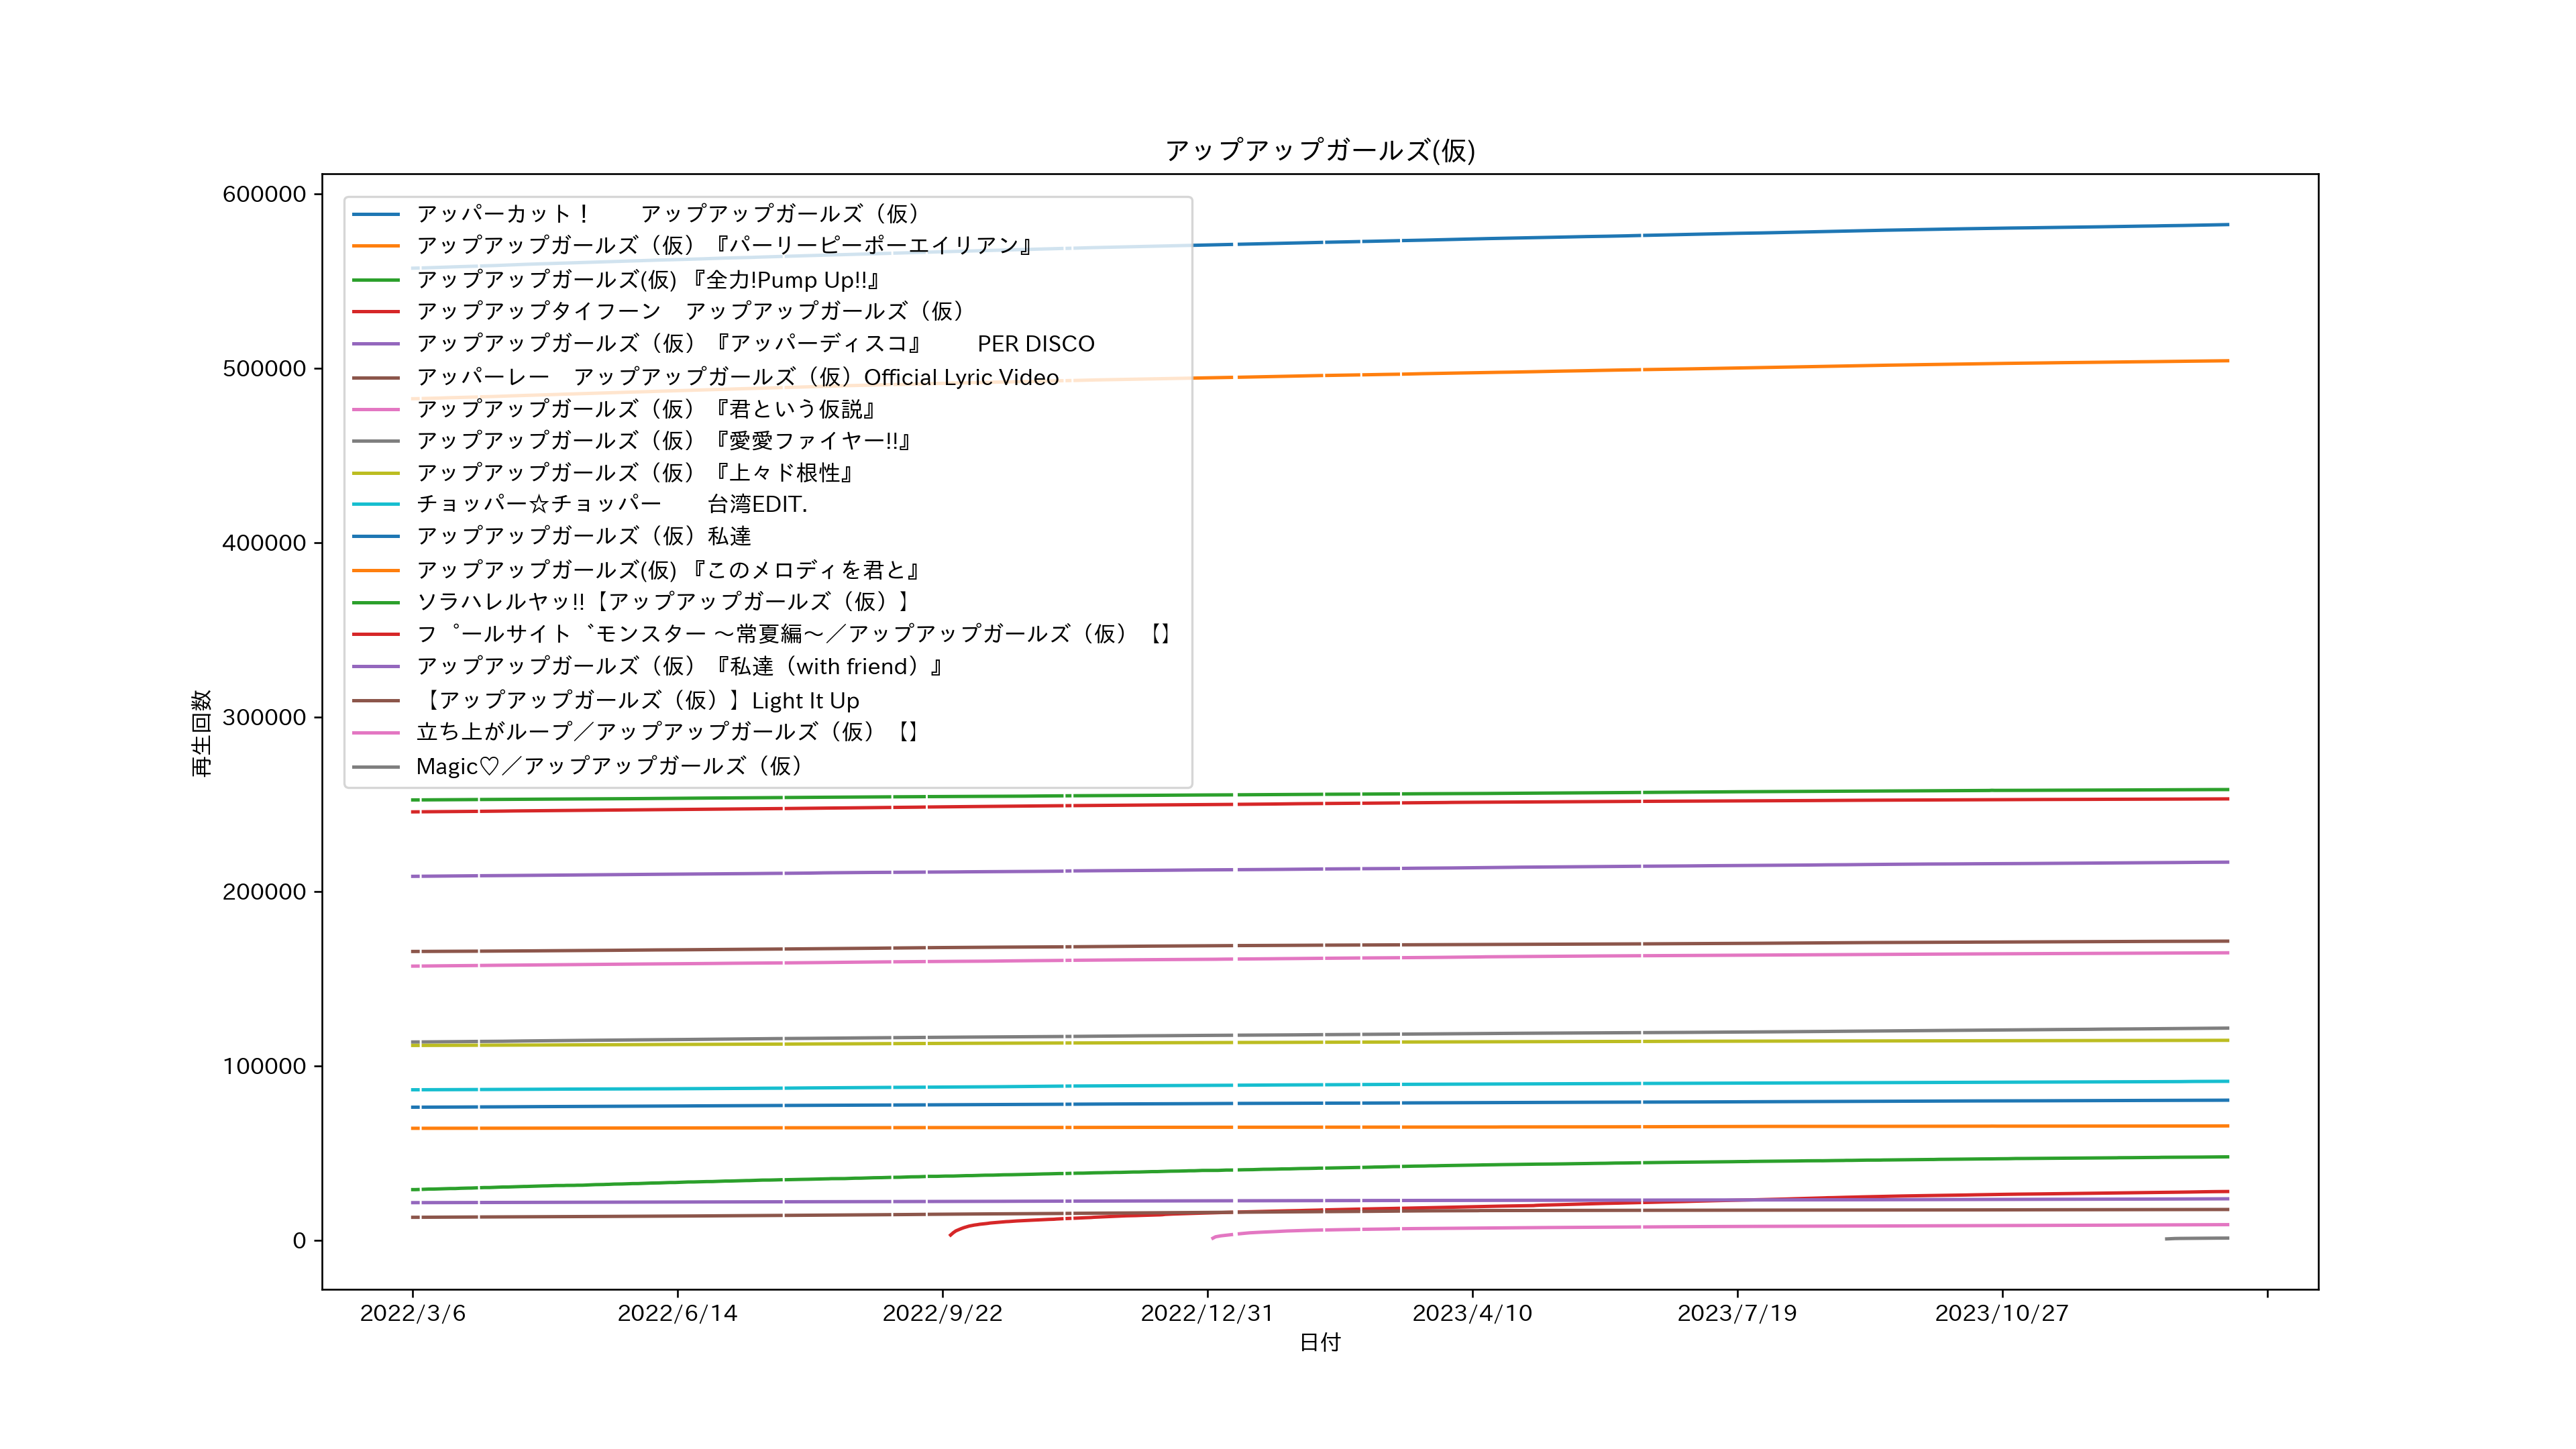 アップアップガールズ(仮)
600000
500000
400000
300000
200000
100000
0
再生回数
アッパーカット！　　アップアップガールズ（仮）
アップアップガールズ（仮）『パーリーピーポーエイリアン』
アップアップガールズ(仮) 『全力!Pump Up!!』
アップアップタイフーン　アップアップガールズ（仮）
アップアップガールズ（仮）『アッパーディスコ』　　PER DISCO
アッパーレー　アップアップガールズ（仮）Official Lyric Video
アップアップガールズ（仮）『君という仮説』
アップアップガールズ（仮）『愛愛ファイヤー!!』
アップアップガールズ（仮）『上々ド根性』
チョッパー☆チョッパー　　台湾EDIT.
アップアップガールズ（仮）私達
アップアップガールズ(仮) 『このメロディを君と』
ソラハレルヤッ!!【アップアップガールズ（仮）】
フ゜ールサイト゛モンスター ～常夏編～／アップアップガールズ（仮）【】
アップアップガールズ（仮）『私達（with friend）』
【アップアップガールズ（仮）】Light It Up
立ち上がループ／アップアップガールズ（仮）【】
Magic♡／アップアップガールズ（仮）
2022/3/6 2022/6/14 2022/9/22 2022/12/31 2023/4/10 2023/7/19 2023/10/27
日付